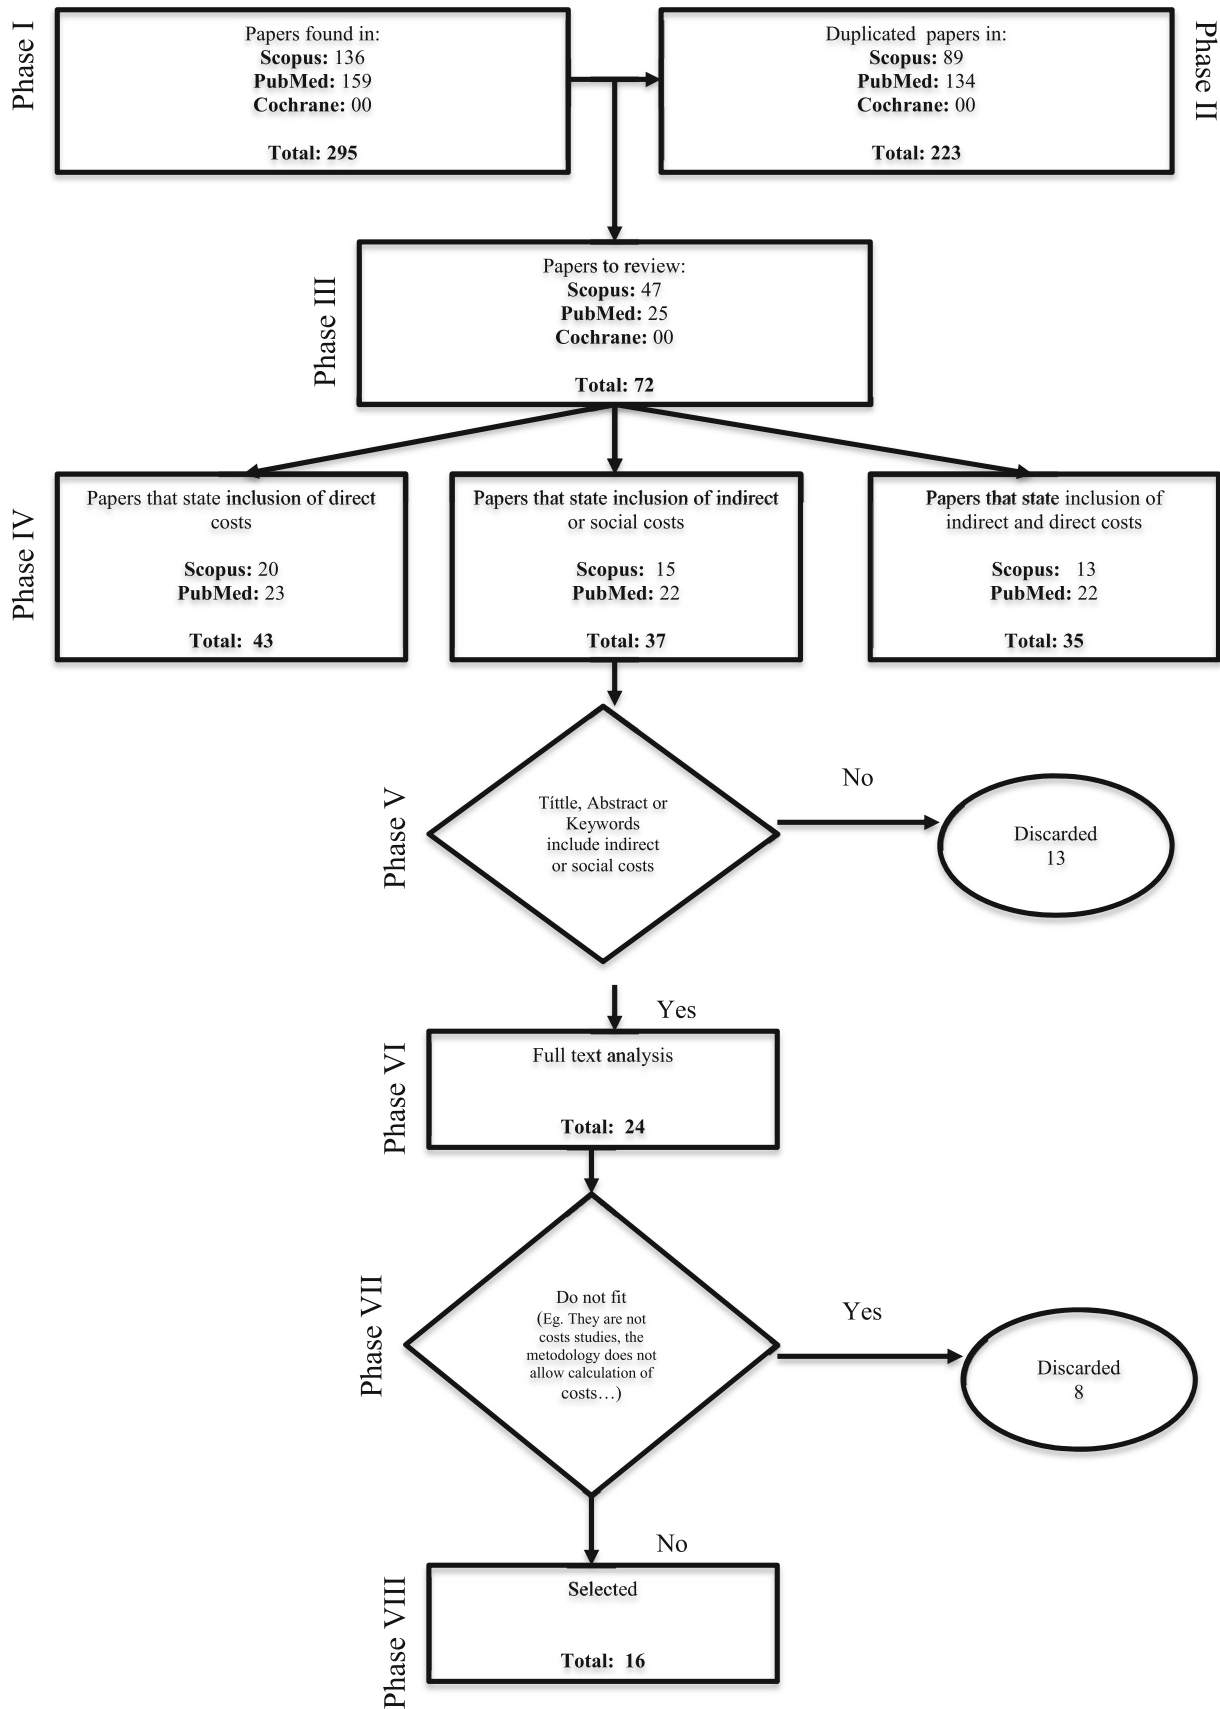 Phase I
Papers found in:
Scopus: 136
PubMed: 159
Cochrane: 00
Total: 295
Duplicated papers in:
Scopus: 89
PubMed: 134
Cochrane: 00
Total: 223
Phase II
Phase III
Papers to review:
Scopus: 47
PubMed: 25
Cochrane: 00
Total: 72
Phase IV
Papers that state inclusion of direct
costs
Scopus: 20
PubMed: 23
Total: 43
Papers that state inclusion of indirect
or social costs
Scopus: 15
PubMed: 22
Total: 37
Papers that state inclusion of
indirect and direct costs
Scopus: 13
PubMed: 22
Total: 35
Phase V
Títtle, Abstract or
Keywords
include indirect
or social costs
No
Discarded
13
Yes
Phase VI
Full text analysis
Total: 24
Phase VII
Do not fit
(Eg. They are not
costs studies, the
metodology does not
allow calculation of
costs…)
Yes
Discarded
8
No
Phase VIII
Selected
Total: 16